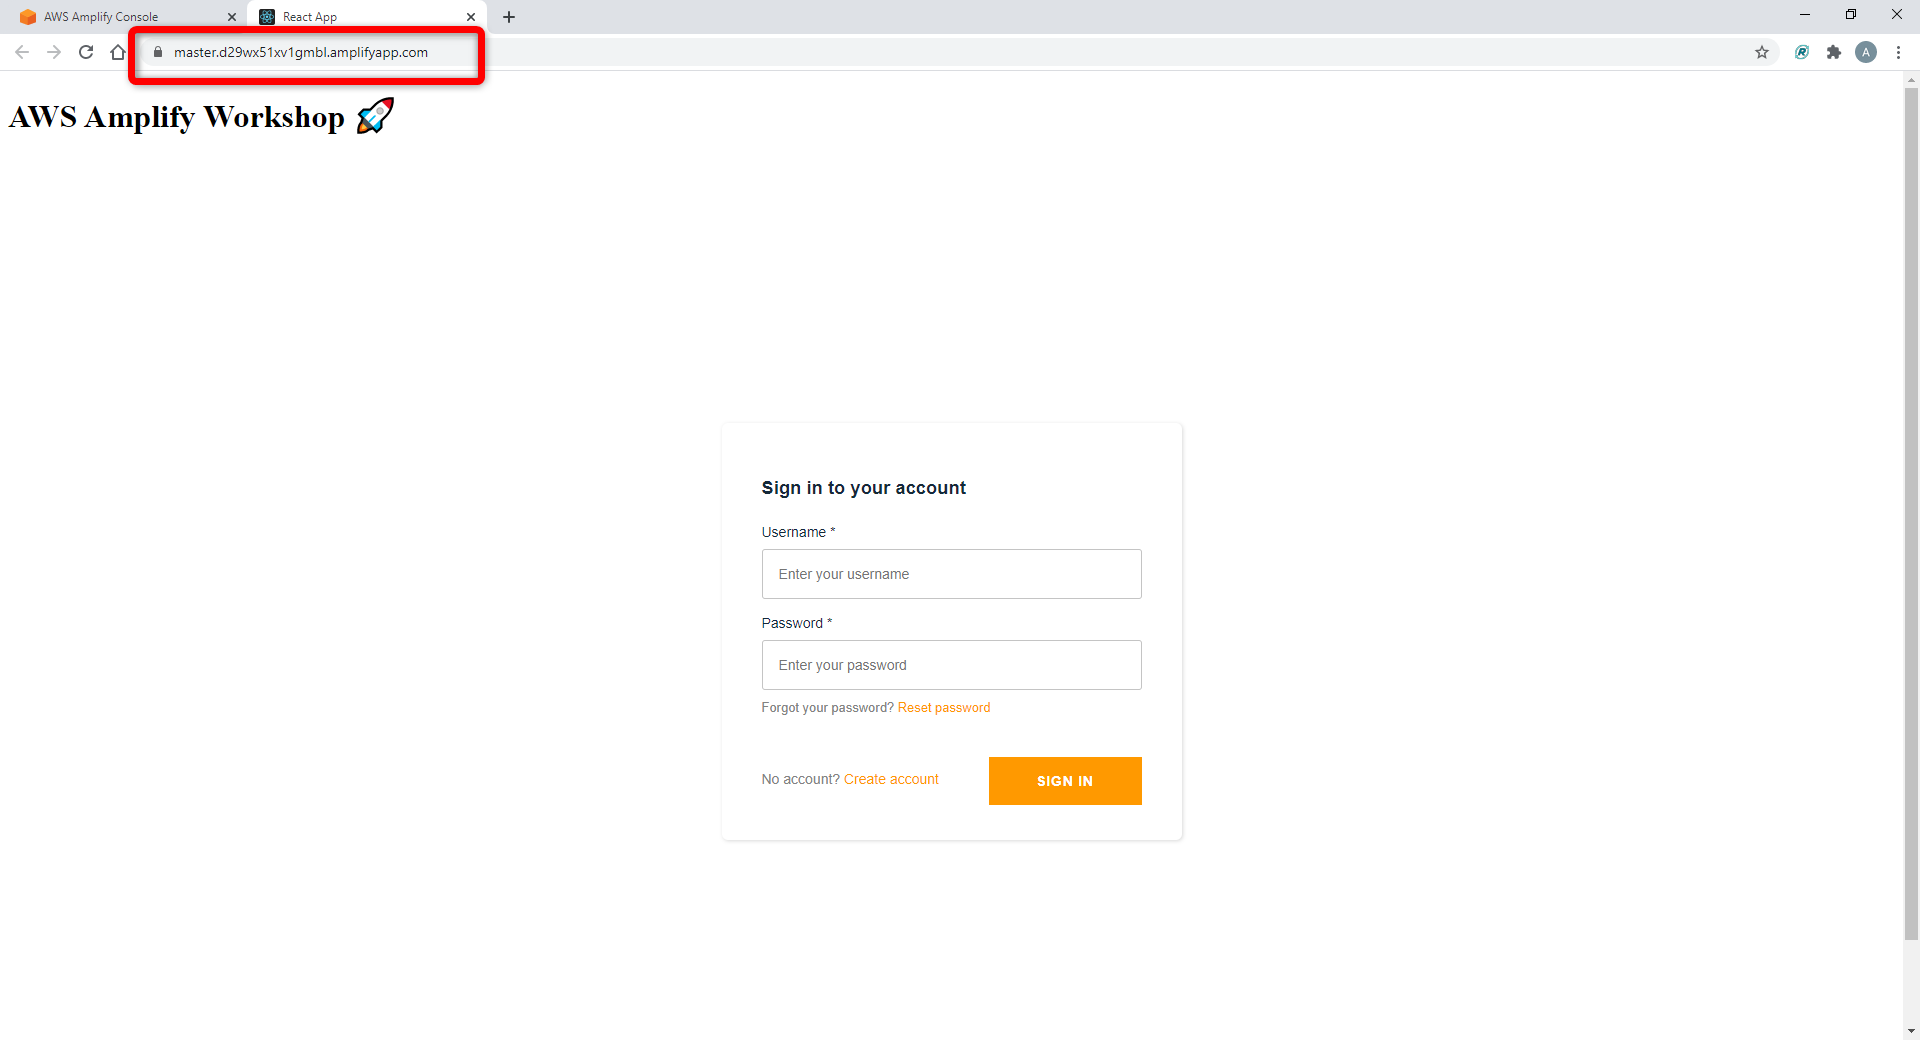 AWS Amplify Console
React App
master.d29wx51xv1gmbl.amplifyapp.com
A
AWS Amplify Workshop 🚀
Sign in to your account
Username *
Enter your username
Password *
Enter your password
Forgot your password? Reset password
No account? Create account
SIGN IN